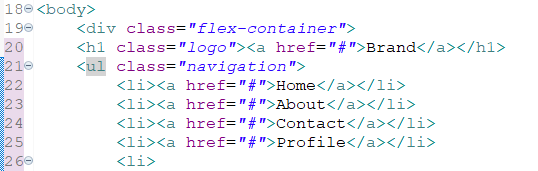 18 <body>
19 <div class="flex-container">
20 <h1 class="logo"><a href="#">Brand</a></h1>
21 <ul class="navigation">
22 <li><a href="#">Home</a></li>
23 <li><a href="#">About</a></li>
24 <li><a href="#">Contact</a></li>
25 <li><a href="#">Profile</a></li>
26 <li>